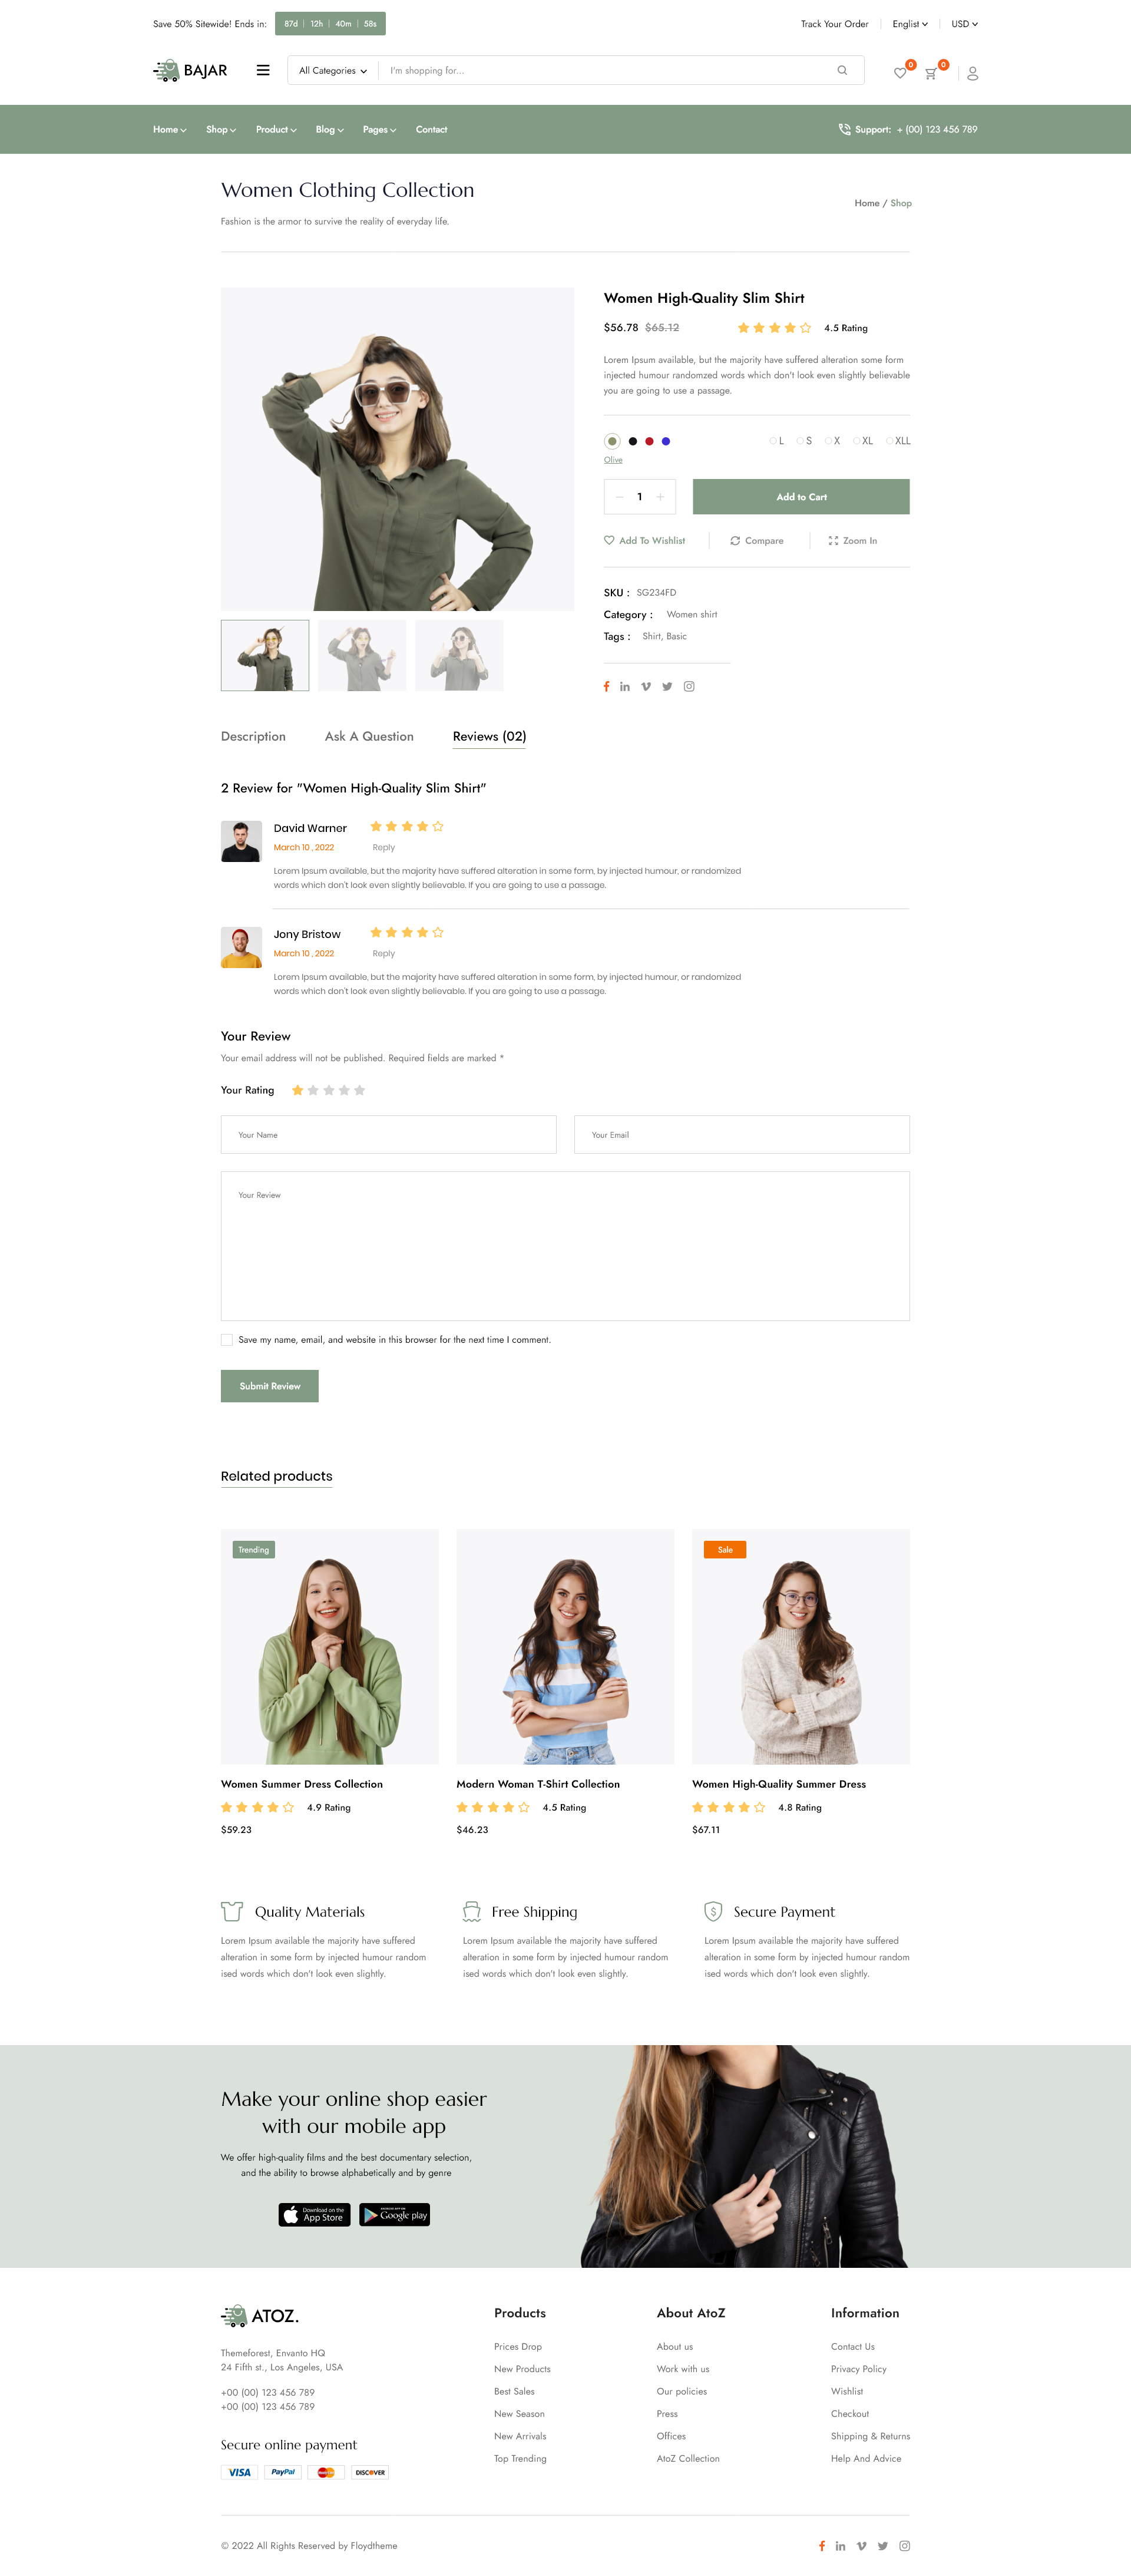 Save 50% Sitewide! Ends in: 87d 12h 40m 58s Track Your Order Englist USD
BAJAR All Categories I'm shopping for... 0 0
Home Shop Product Blog Pages Contact Support: + (00) 123 456 789
Women Clothing Collection
Home / Shop
Fashion is the armor to survive the reality of everyday life.
Women High-Quality Slim Shirt
$56.78 $65.12 4.5 Rating
Lorem Ipsum available, but the majority have suffered alteration some form
injected humour randomzed words which don't look even slightly believable
you are going to use a passage.
L S X XL XLL
Olive
1 Add to Cart
Add To Wishlist Compare Zoom In
SKU : SG234FD
Category : Women shirt
Tags : Shirt, Basic
Description Ask A Question Reviews (02)
2 Review for "Women High-Quality Slim Shirt"
David Warner
March 10 , 2022 Reply
Lorem Ipsum available, but the majority have suffered alteration in some form, by injected humour, or randomized
words which don't look even slightly believable. If you are going to use a passage.
Jony Bristow
March 10 , 2022 Reply
Lorem Ipsum available, but the majority have suffered alteration in some form, by injected humour, or randomized
words which don't look even slightly believable. If you are going to use a passage.
Your Review
Your email address will not be published. Required fields are marked *
Your Rating
Your Name Your Email
Your Review
Save my name, email, and website in this browser for the next time I comment.
Submit Review
Related products
Trending Sale
Women Summer Dress Collection Modern Woman T-Shirt Collection Women High-Quality Summer Dress
4.9 Rating 4.5 Rating 4.8 Rating
$59.23 $46.23 $67.11
Quality Materials
Lorem Ipsum available the majority have suffered
alteration in some form by injected humour random
ised words which don't look even slightly.
Free Shipping
Lorem Ipsum available the majority have suffered
alteration in some form by injected humour random
ised words which don't look even slightly.
Secure Payment
Lorem Ipsum available the majority have suffered
alteration in some form by injected humour random
ised words which don't look even slightly.
Make your online shop easier
with our mobile app
We offer high-quality films and the best documentary selection,
and the ability to browse alphabetically and by genre
Download on the
App Store
Google play
ATOZ.
Themeforest, Envanto HQ
24 Fifth st., Los Angeles, USA
+00 (00) 123 456 789
+00 (00) 123 456 789
Secure online payment
VISA PayPal MasterCard DISCOVER
Products
Prices Drop
New Products
Best Sales
New Season
New Arrivals
Top Trending
About AtoZ
About us
Work with us
Our policies
Press
Offices
AtoZ Collection
Information
Contact Us
Privacy Policy
Wishlist
Checkout
Shipping & Returns
Help And Advice
© 2022 All Rights Reserved by Floydtheme